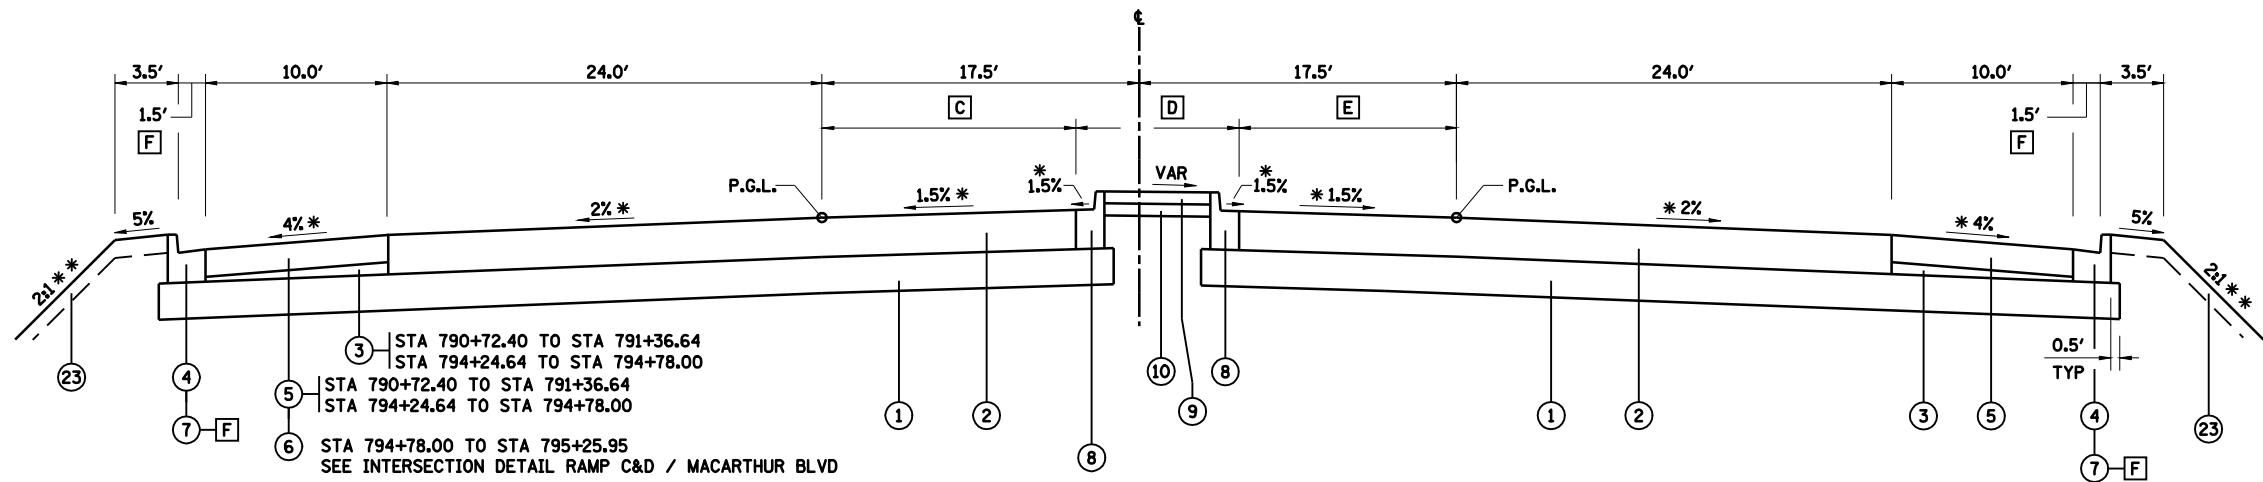 ℄
3.5' 10.0' 24.0' 17.5' 17.5' 24.0' 10.0' 3.5'
1.5' C D E 1.5'
F F
* VAR *
P.G.L. 1.5% * 1.5% 1.5% * 1.5% P.G.L.
5% 4% * 2% * * 2% * 4% 5%
2:1 * * 2:1 * *
3 STA 790+72.40 TO STA 791+36.64
STA 794+24.64 TO STA 794+78.00
0.5'
TYP
23 4 5 STA 790+72.40 TO STA 791+36.64
STA 794+24.64 TO STA 794+78.00
10 8
1 2 9 1 2 3 5 4
7 F 23
6 STA 794+78.00 TO STA 795+25.95
SEE INTERSECTION DETAIL RAMP C&D / MACARTHUR BLVD
8 7 F